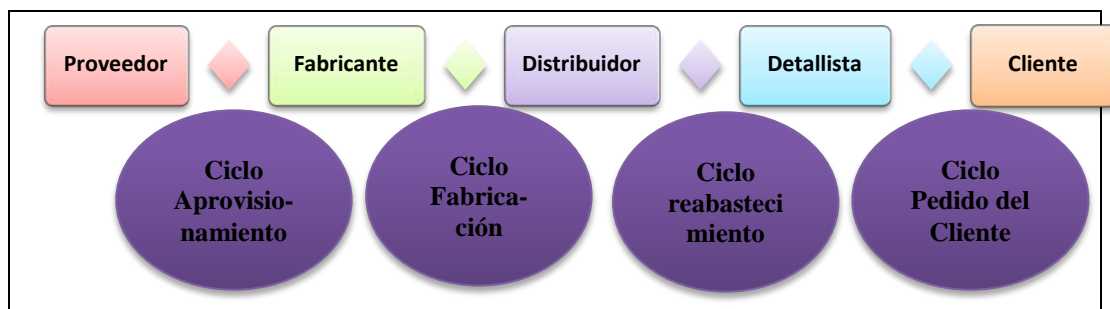 Proveedor
Fabricante
Distribuidor
Detallista
Cliente
Ciclo
Aprovisio-
namiento
Ciclo
Fabrica-
ción
Ciclo
reabasteci
miento
Ciclo
Pedido del
Cliente